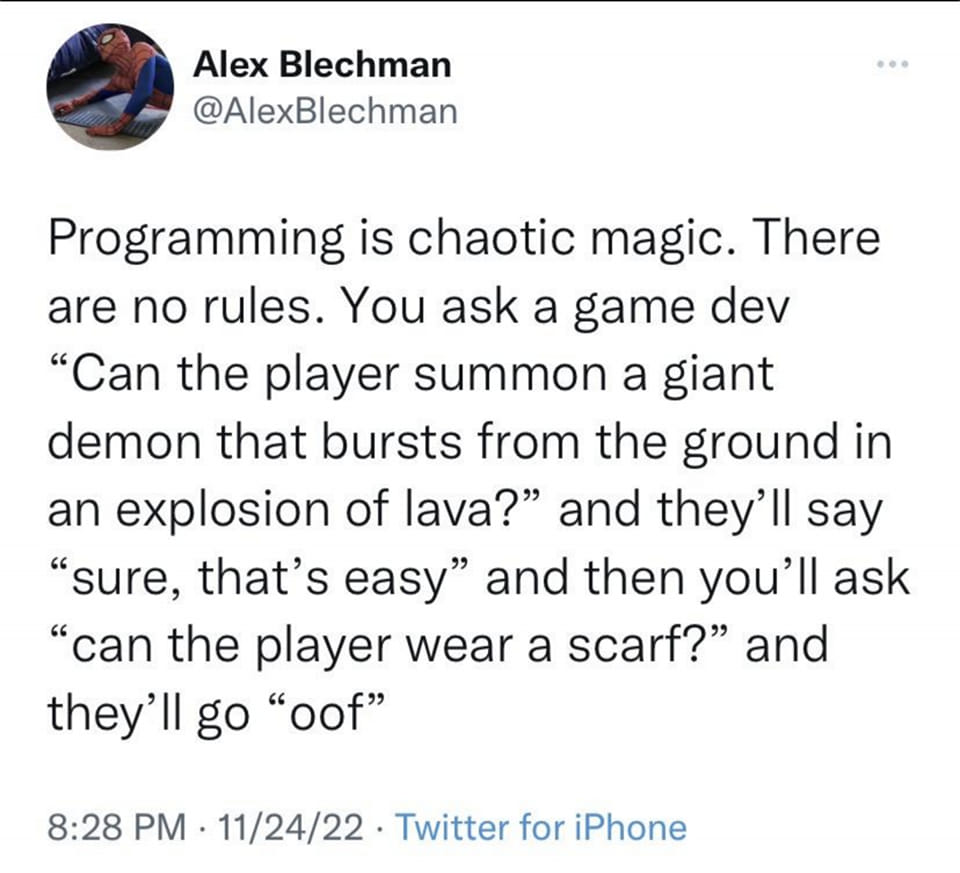 Alex Blechman
@AlexBlechman
Programming is chaotic magic. There
are no rules. You ask a game dev
“Can the player summon a giant
demon that bursts from the ground in
an explosion of lava?” and they’ll say
“sure, that’s easy” and then you’ll ask
“can the player wear a scarf?” and
they’ll go “oof”
8:28 PM · 11/24/22 · Twitter for iPhone